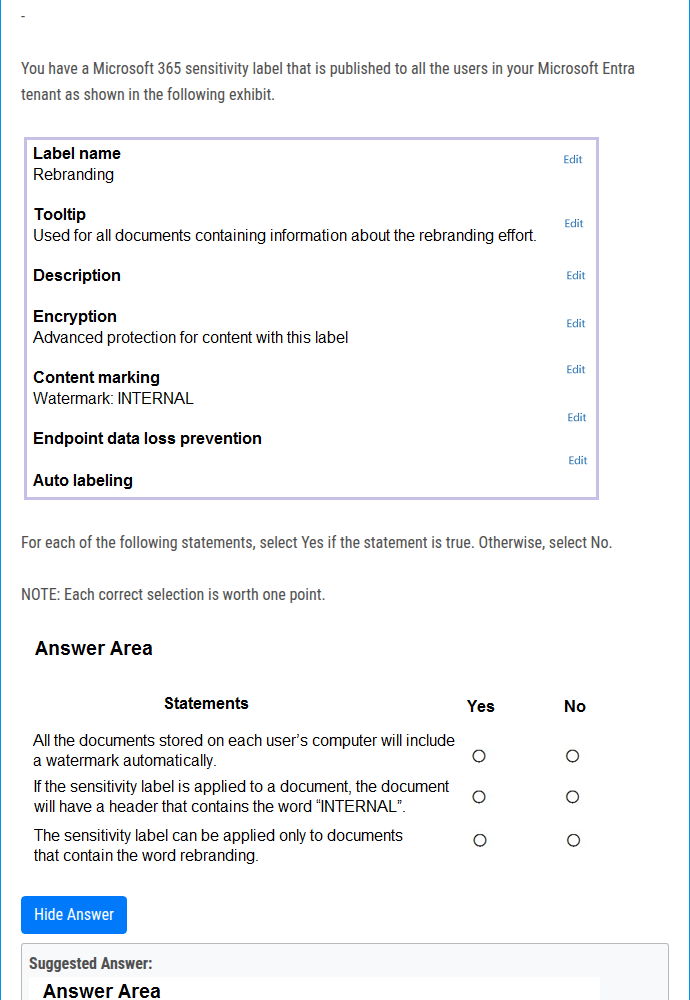 -
You have a Microsoft 365 sensitivity label that is published to all the users in your Microsoft Entra
tenant as shown in the following exhibit.
Label name
Edit
Rebranding
Tooltip
Edit
Used for all documents containing information about the rebranding effort.
Description
Edit
Encryption
Edit
Advanced protection for content with this label
Content marking
Edit
Watermark: INTERNAL
Edit
Endpoint data loss prevention
Edit
Auto labeling
For each of the following statements, select Yes if the statement is true. Otherwise, select No.
NOTE: Each correct selection is worth one point.
Answer Area
Statements Yes No
All the documents stored on each user's computer will include
a watermark automatically.
If the sensitivity label is applied to a document, the document
will have a header that contains the word “INTERNAL”.
The sensitivity label can be applied only to documents
that contain the word rebranding.
Hide Answer
Suggested Answer:
Answer Area